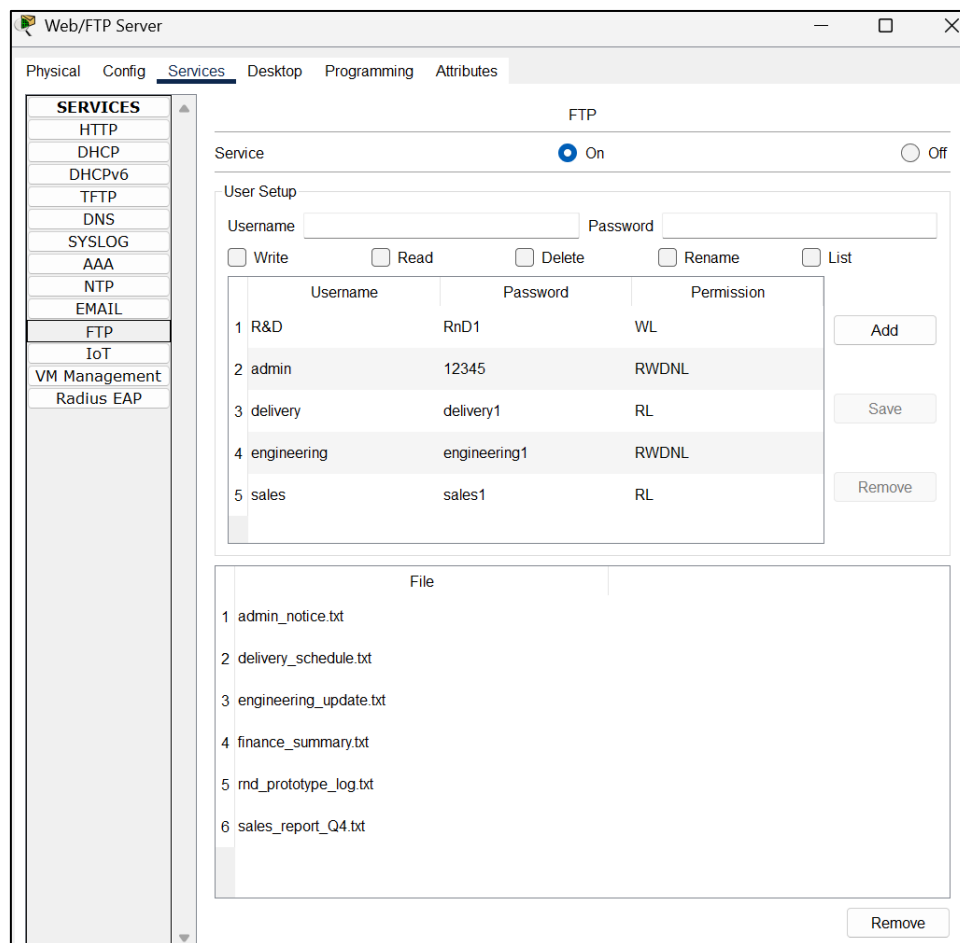 Web/FTP Server
Physical Config Services Desktop Programming Attributes
SERVICES
HTTP
DHCP
DHCPv6
TFTP
DNS
SYSLOG
AAA
NTP
EMAIL
FTP
IoT
VM Management
Radius EAP
FTP
Service On Off
User Setup
Username Password
Write Read Delete Rename List
Username Password Permission
1 R&D RnD1 WL
2 admin 12345 RWDNL
3 delivery delivery1 RL
4 engineering engineering1 RWDNL
5 sales sales1 RL
Add
Save
Remove
File
1 admin_notice.txt
2 delivery_schedule.txt
3 engineering_update.txt
4 finance_summary.txt
5 rnd_prototype_log.txt
6 sales_report_Q4.txt
Remove